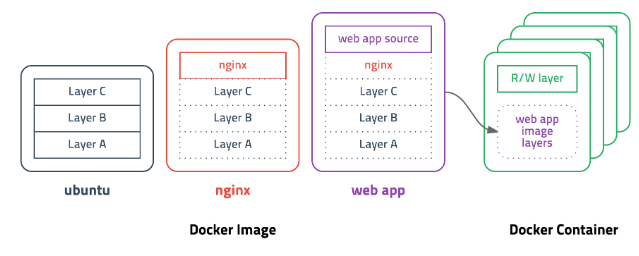 Layer C
Layer B
Layer A
ubuntu
nginx
Layer C
Layer B
Layer A
nginx
web app source
nginx
Layer C
Layer B
Layer A
web app
Docker Image
R/W layer
web app
image
layers
Docker Container